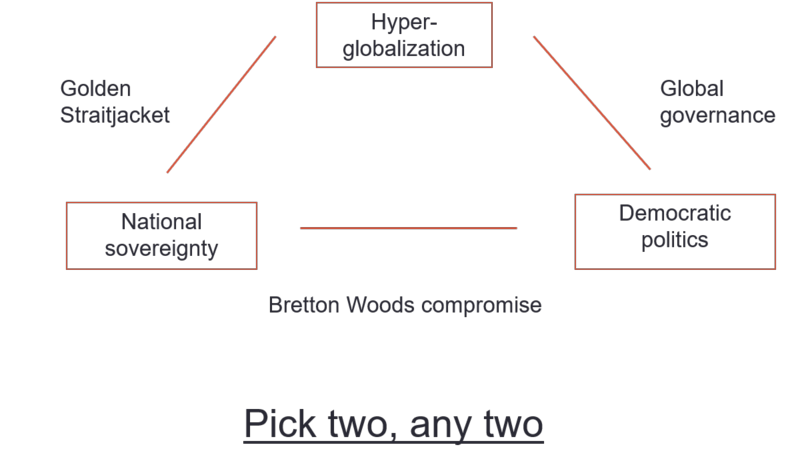 Hyper-
globalization
Golden
Straitjacket
Global
governance
National
sovereignty
Democratic
politics
Bretton Woods compromise
Pick two, any two